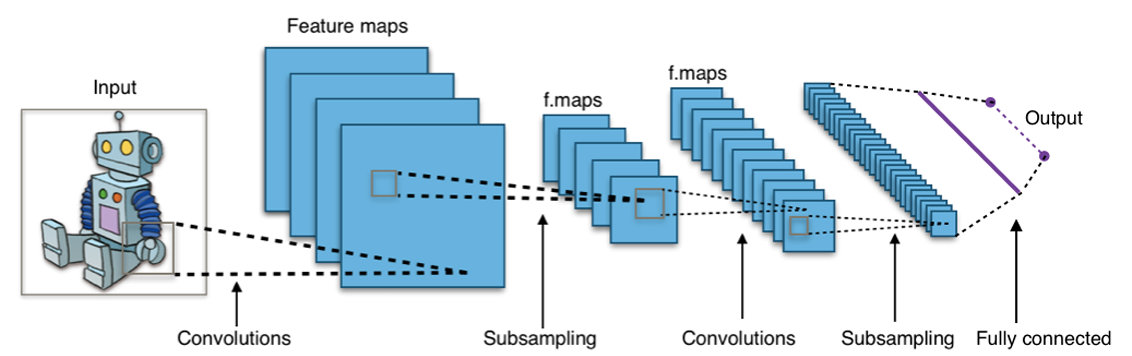 Feature maps
Input
f.maps
f.maps
Output
Convolutions
Subsampling
Convolutions
Subsampling
Fully connected